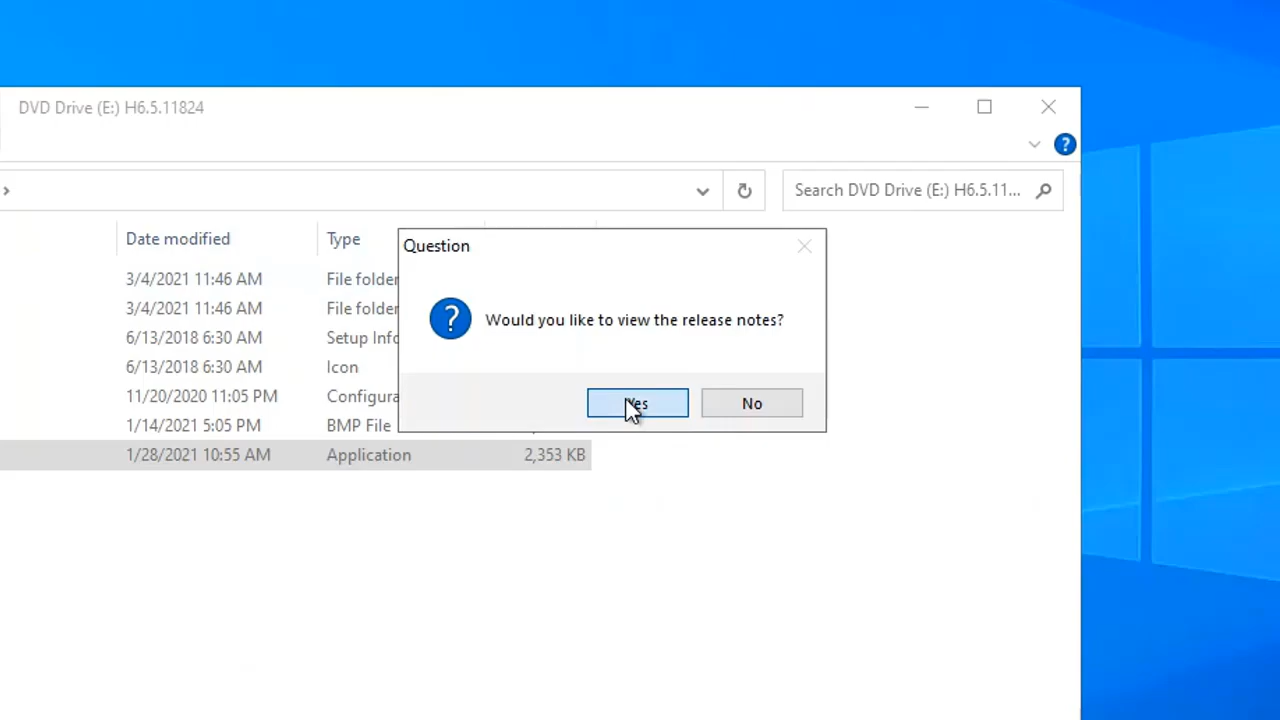 DVD Drive (E:) H6.5.11824
Search DVD Drive (E:) H6.5.11...
Date modified Type
3/4/2021 11:46 AM File folder
3/4/2021 11:46 AM File folder
6/13/2018 6:30 AM Setup Info
6/13/2018 6:30 AM Icon
11/20/2020 11:05 PM Configura
1/14/2021 5:05 PM BMP File
1/28/2021 10:55 AM Application 2,353 KB
Question
Would you like to view the release notes?
Yes No